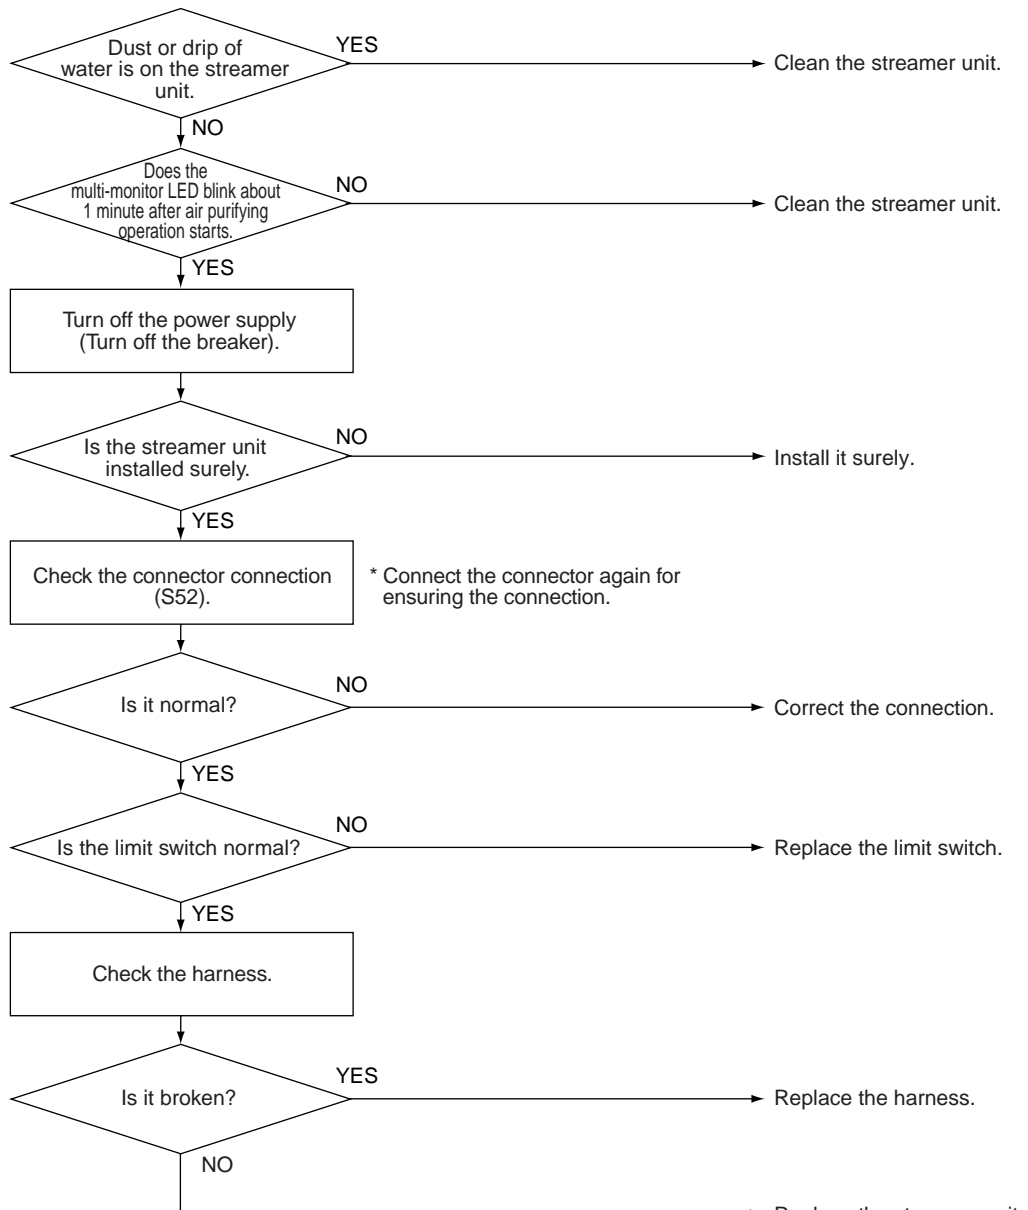 Dust or drip of
water is on the streamer
unit.
YES
Clean the streamer unit.
NO
Does the
multi-monitor LED blink about
1 minute after air purifying
operation starts.
NO
Clean the streamer unit.
YES
Turn off the power supply
(Turn off the breaker).
Is the streamer unit
installed surely.
NO
Install it surely.
YES
Check the connector connection
(S52).
* Connect the connector again for
ensuring the connection.
Is it normal?
NO
Correct the connection.
YES
Is the limit switch normal?
NO
Replace the limit switch.
YES
Check the harness.
Is it broken?
YES
Replace the harness.
NO